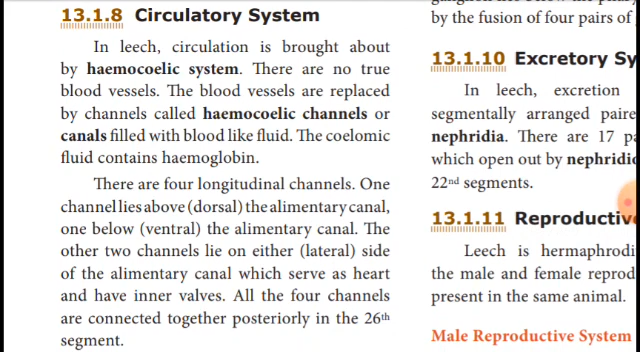 13.1.8 Circulatory System
In leech, circulation is brought about
by haemocoelic system. There are no true
blood vessels. The blood vessels are replaced
by channels called haemocoelic channels or
canals filled with blood like fluid. The coelomic
fluid contains haemoglobin.
There are four longitudinal channels. One
channel lies above (dorsal) the alimentary canal,
one below (ventral) the alimentary canal. The
other two channels lie on either (lateral) side
of the alimentary canal which serve as heart
and have inner valves. All the four channels
are connected together posteriorly in the 26th
segment.
by the fusion of four pairs of
13.1.10 Excretory Sy
In leech, excretion
segmentally arranged paire
nephridia. There are 17 pa
which open out by nephridio
22nd segments.
13.1.11 Reproductive
Leech is hermaphrodi
the male and female reprod
present in the same animal.
Male Reproductive System